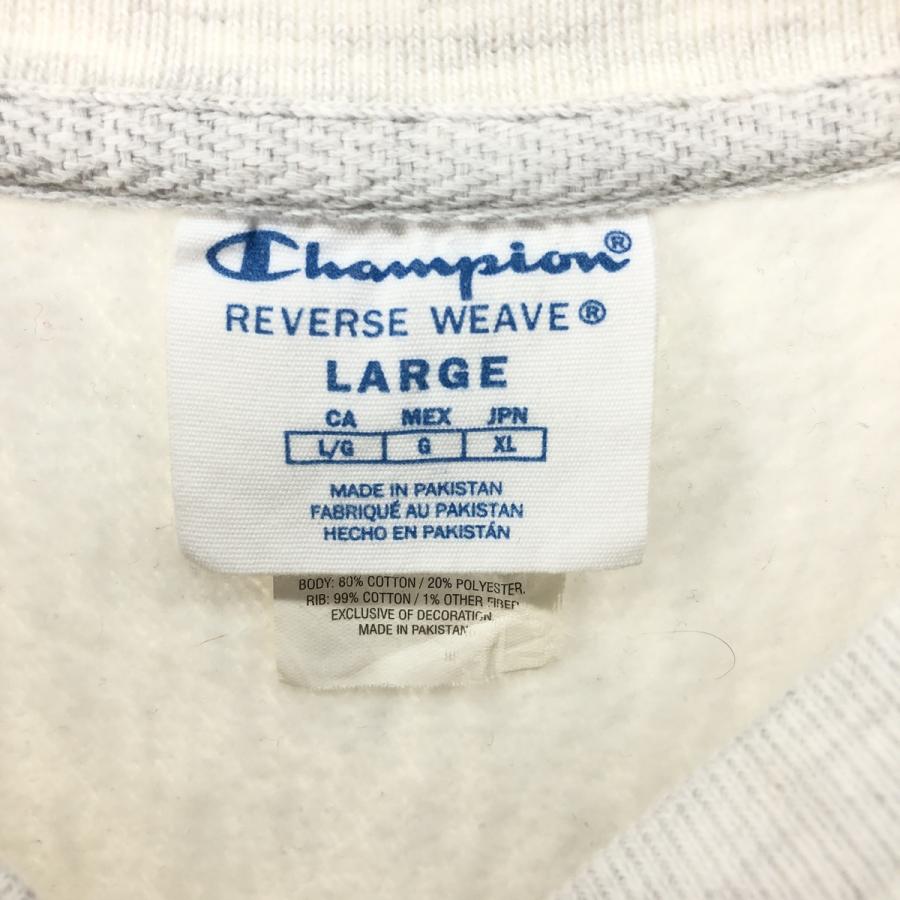 Champion®
REVERSE WEAVE®
LARGE
CA MEX JPN
L/G G XL
MADE IN PAKISTAN
FABRIQUÉ AU PAKISTAN
HECHO EN PAKISTÁN
BODY: 80% COTTON / 20% POLYESTER.
RIB: 99% COTTON / 1% OTHER FIBER
EXCLUSIVE OF DECORATION.
MADE IN PAKISTAN